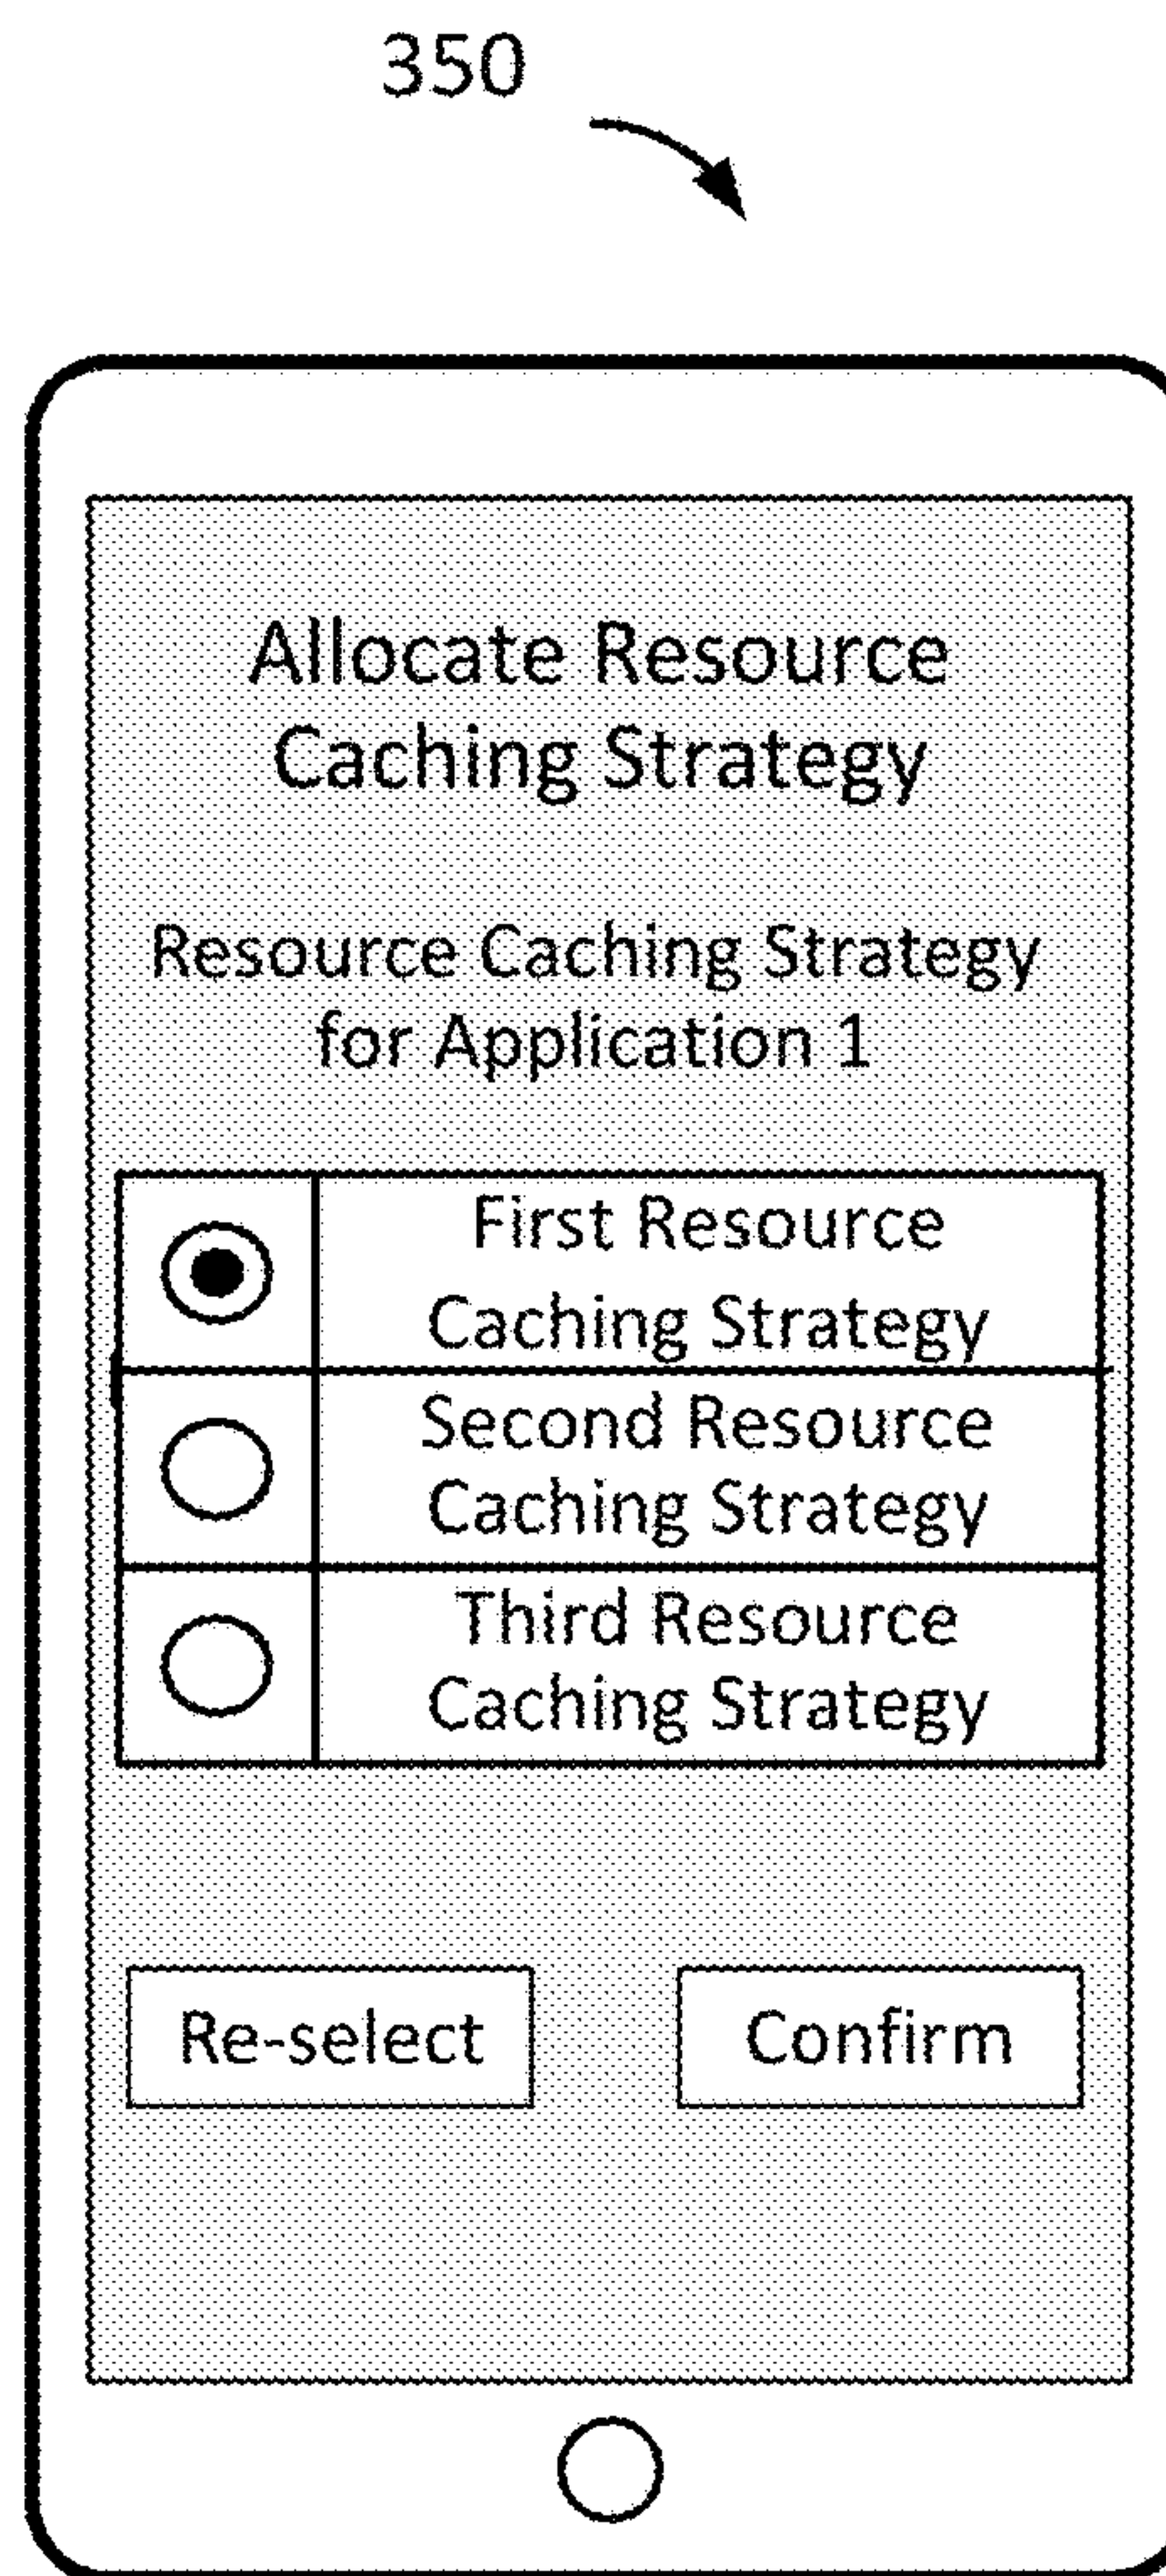 350
Allocate Resource
Caching Strategy
Resource Caching Strategy
for Application 1
First Resource
Caching Strategy
Second Resource
Caching Strategy
Third Resource
Caching Strategy
Re-select
Confirm